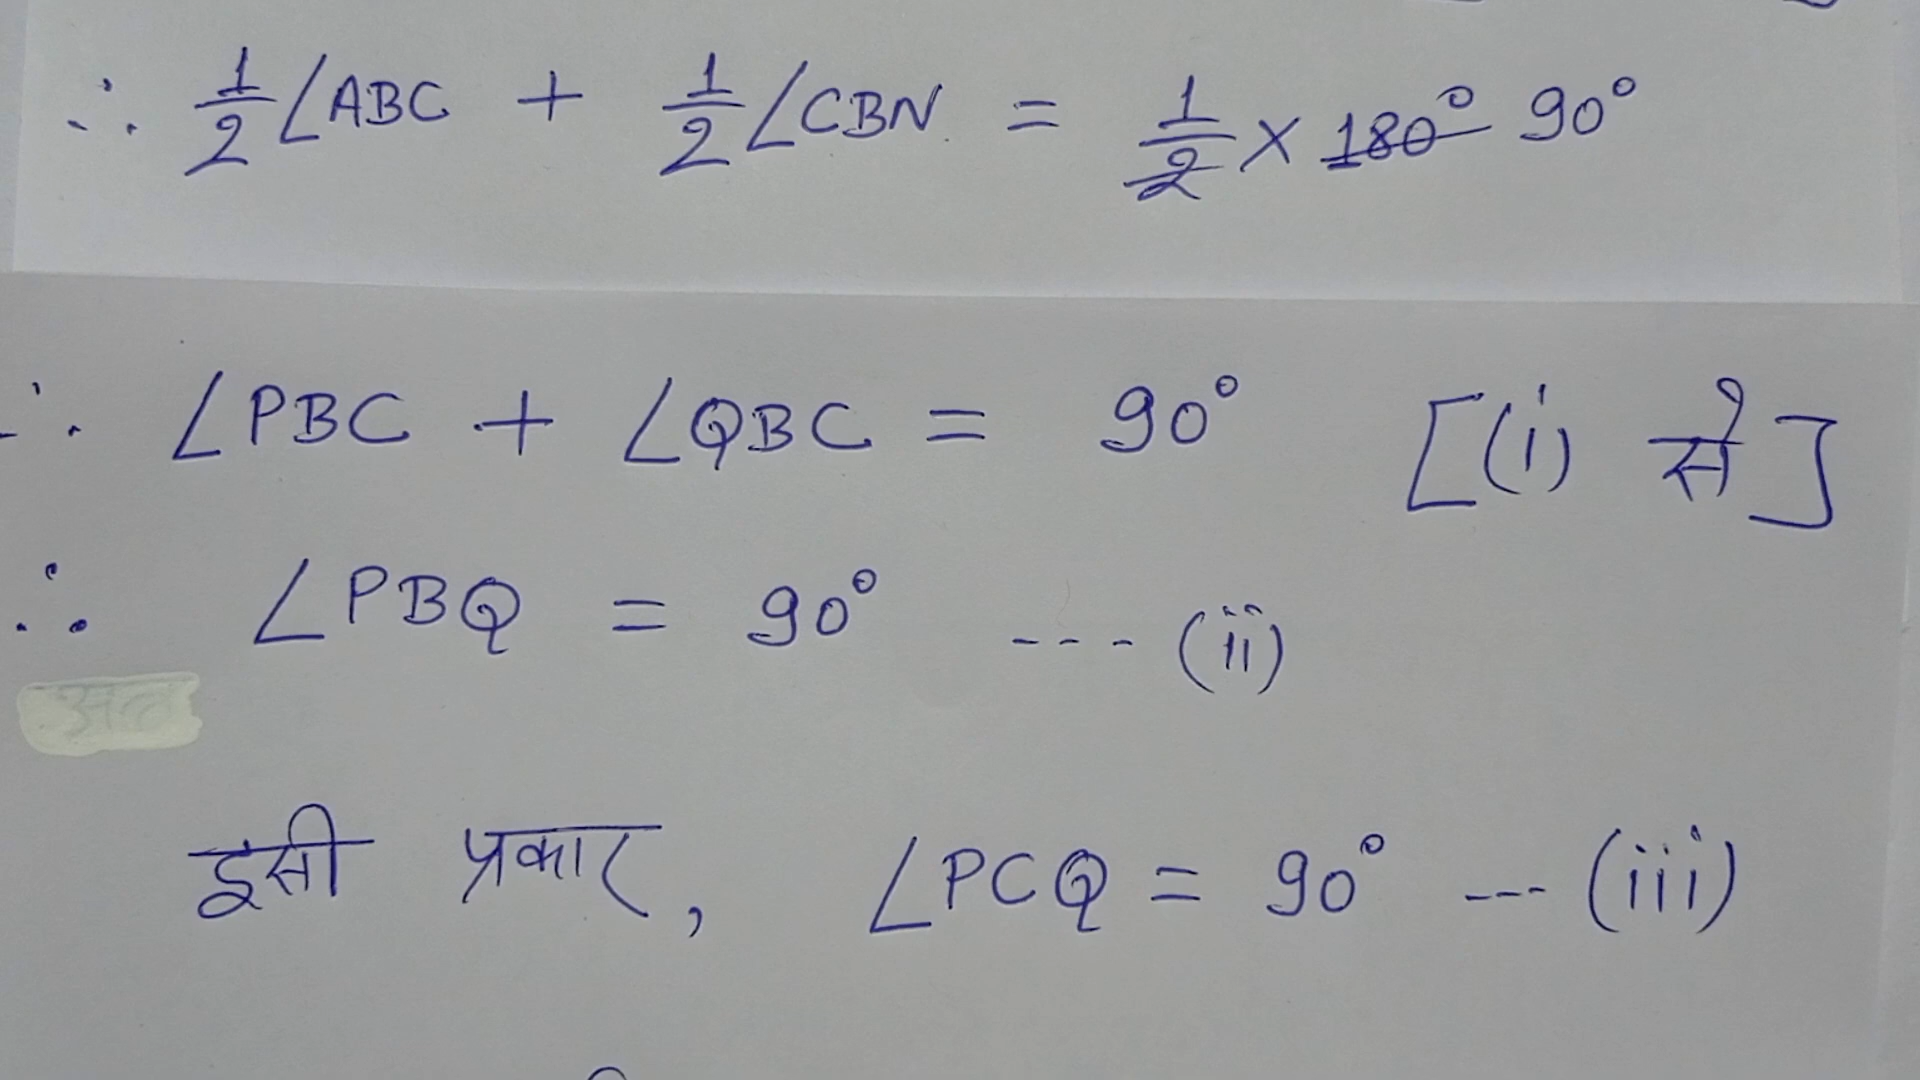 ∴ 1/2 ∠ABC + 1/2 ∠CBN = 1/2 × 180° 90°
∴ ∠PBC + ∠QBC = 90° [(i) से]
∴ ∠PBQ = 90° ---- (ii)
इसी प्रकार, ∠PCQ = 90° --- (iii)